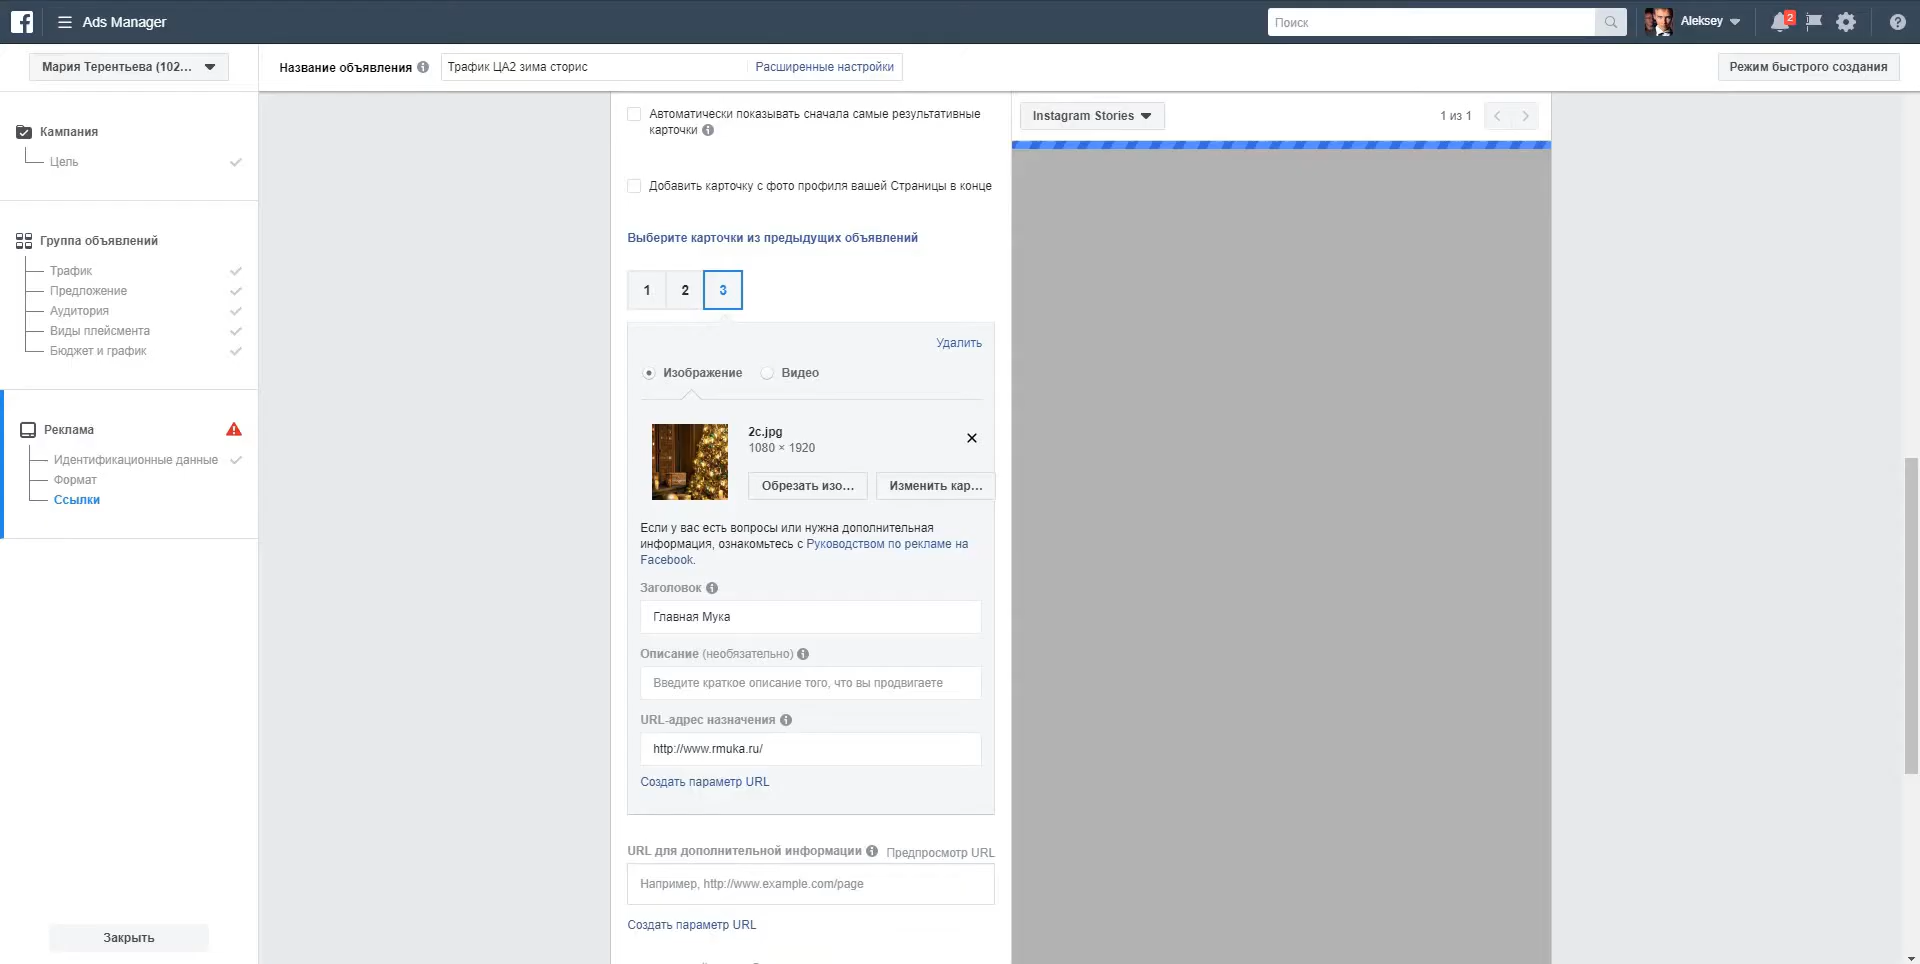 Ads Manager
Поиск
Aleksey
2
Мария Терентьева (102...
Название объявления
Трафик ЦА2 зима сторис
Расширенные настройки
Режим быстрого создания
Кампания
Цель
Группа объявлений
Трафик
Предложение
Аудитория
Виды плейсмента
Бюджет и график
Реклама
Идентификационные данные
Формат
Ссылки
Закрыть
Автоматически показывать сначала самые результативные
карточки
Добавить карточку с фото профиля вашей Страницы в конце
Выберите карточки из предыдущих объявлений
1 2 3
Удалить
Изображение
Видео
2c.jpg
1080 × 1920
Обрезать изо...
Изменить кар...
Если у вас есть вопросы или нужна дополнительная
информация, ознакомьтесь с Руководством по рекламе на
Facebook.
Заголовок
Главная Мука
Описание (необязательно)
Введите краткое описание того, что вы продвигаете
URL-адрес назначения
http://www.rmuka.ru/
Создать параметр URL
URL для дополнительной информации
Предпросмотр URL
Например, http://www.example.com/page
Создать параметр URL
Instagram Stories
1 из 1